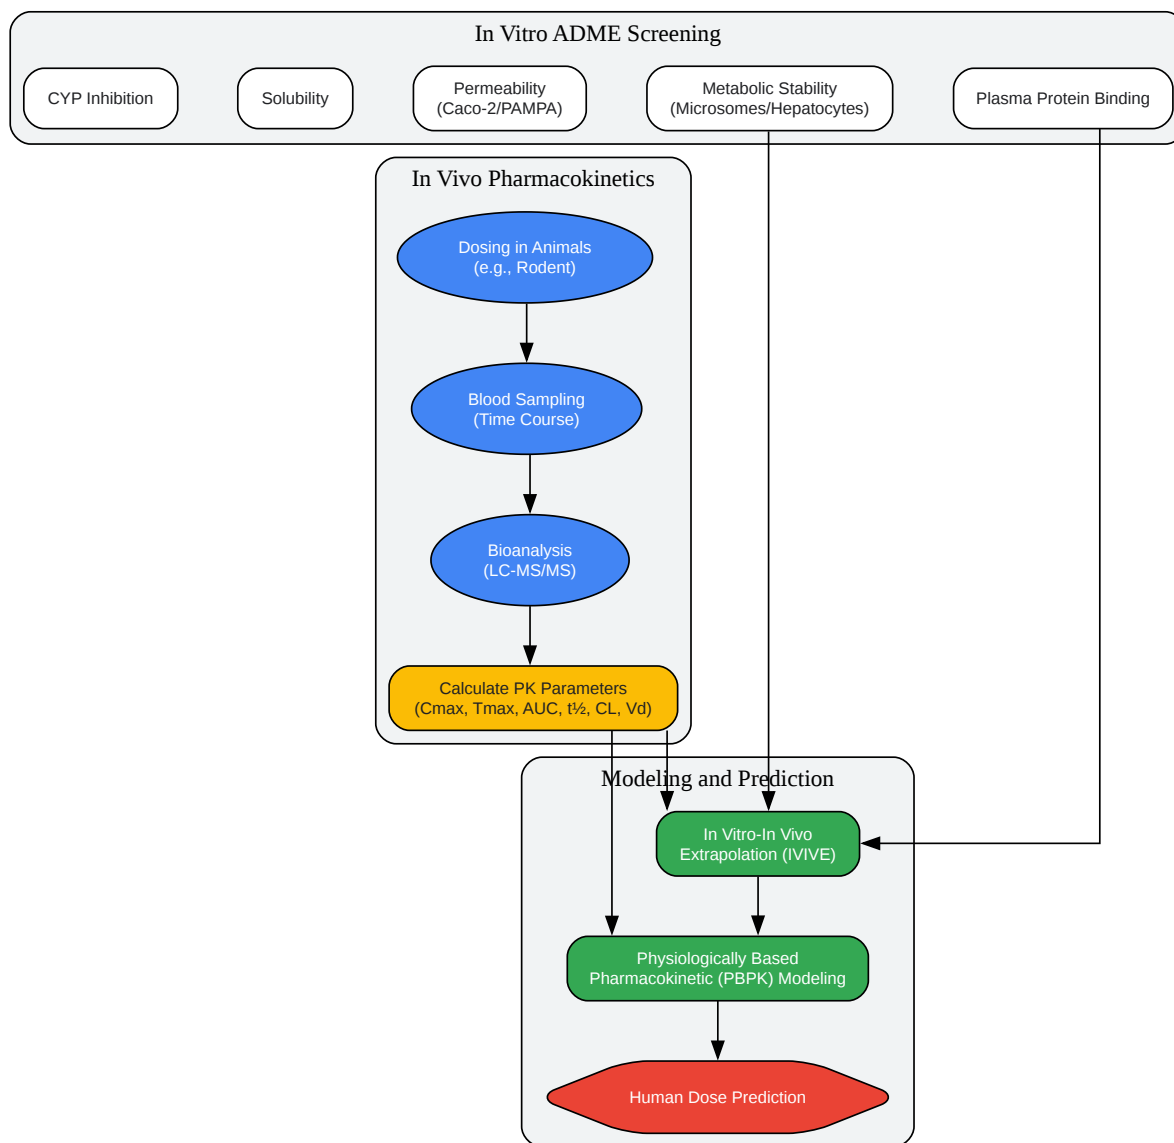 In Vitro ADME Screening
CYP Inhibition
Solubility
Permeability
(Caco-2/PAMPA)
Metabolic Stability
(Microsomes/Hepatocytes)
Plasma Protein Binding
In Vivo Pharmacokinetics
Dosing in Animals
(e.g., Rodent)
Blood Sampling
(Time Course)
Bioanalysis
(LC-MS/MS)
Calculate PK Parameters
(Cmax, Tmax, AUC, t½, CL, Vd)
Modeling and Prediction
In Vitro-In Vivo
Extrapolation (IVIVE)
Physiologically Based
Pharmacokinetic (PBPK) Modeling
Human Dose Prediction